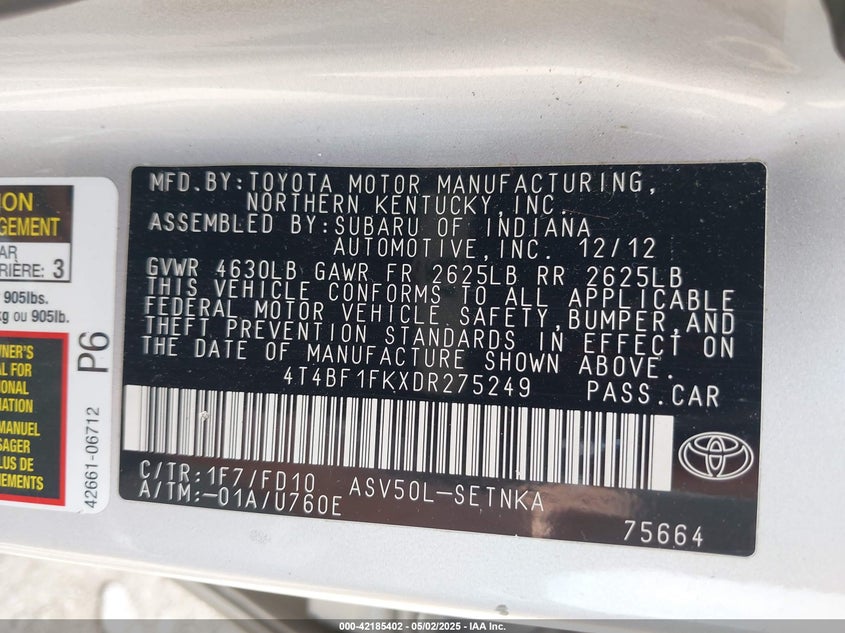 ION
GEMENT
AR
RIÈRE: 3
905lbs.
kg ou 905lb.
P6
WNER'S
AL FOR
TIONAL
MATION
MANUEL
SAGER
PLUS DE
NEMENTS
42661-06712
MFD.BY:TOYOTA MOTOR MANUFACTURING,
NORTHERN KENTUCKY,INC.
ASSEMBLED BY:SUBARU OF INDIANA
AUTOMOTIVE,INC. 12/12
GVWR 4630LB GAWR FR 2625LB RR 2625LB
THIS VEHICLE CONFORMS TO ALL APPLICABLE
FEDERAL MOTOR VEHICLE SAFETY,BUMPER,AND
THEFT PREVENTION STANDARDS IN EFFECT ON
THE DATE OF MANUFACTURE SHOWN ABOVE.
4T4BF1FKXDR275249 PASS.CAR
C/TR:1F7/FD10 ASV50L-SETNKA
A/TM:-01A/U760E
75664
000-42185402 - 05/02/2025 - IAA Inc.